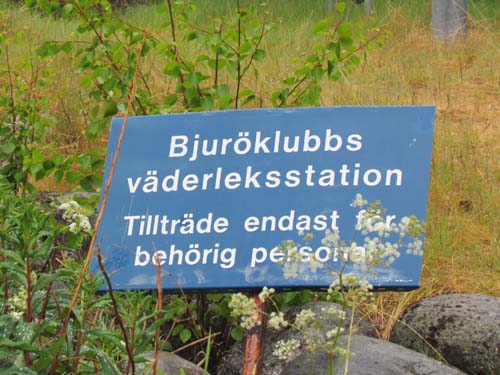 Bjuröklubbs
väderleksstation
Tillträde endast för
behörig personal